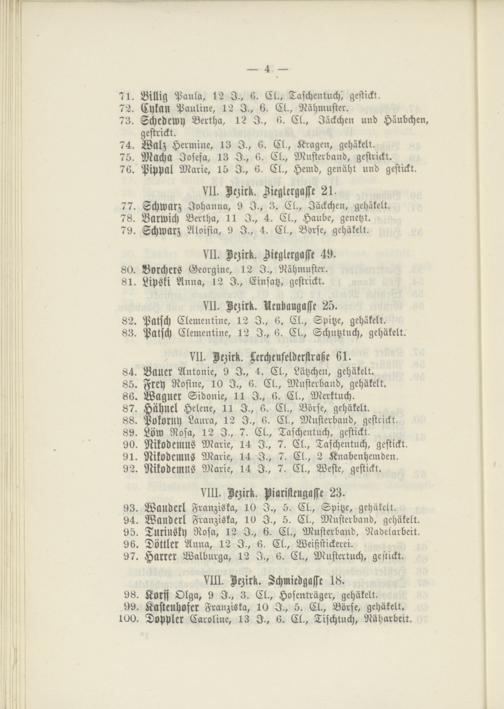 — 4 —
71. Billig Paula, 12 J., 6. Cl., Taschentuch, gestickt.
72. Cykan Pauline, 12 J., 6. Cl., Nähmuster.
73. Schedewy Bertha, 12 J., 6. Cl., Jäckchen und Häubchen,
gestrickt.
74. Walz Hermine, 13 J., 6. Cl., Kragen, gehäkelt.
75. Macha Josefa, 13 J., 6. Cl., Musterband, gestrickt.
76. Pippal Marie, 15 J., 6. Cl., Hemd, genäht und gestickt.
VII. Bezirk. Zieglergasse 21.
77. Schwarz Johanna, 9 J., 3. Cl., Jäckchen, gehäkelt.
78. Barwich Bertha, 11 J., 4. Cl., Haube, genetzt.
79. Schwarz Aloisia, 9 J., 4. Cl., Börse, gehäkelt.
VII. Bezirk. Zieglergasse 49.
80. Borchers Georgine, 12 J., Nähmuster.
81. Lipski Anna, 12 J., Einsatz, gestrickt.
VII. Bezirk. Neubaugasse 25.
82. Patsch Clementine, 12 J., 6. Cl., Spitze, gehäkelt.
83. Patsch Clementine, 12 J., 6. Cl., Schutztuch, gehäkelt.
VII. Bezirk. Lerchenfelderstraße 61.
84. Bauer Antonie, 9 J., 4. Cl., Lätzchen, gehäkelt.
85. Frey Rosine, 10 J., 6. Cl., Musterband, gehäkelt.
86. Wagner Sidonie, 11 J., 6. Cl., Merktuch.
87. Hähnel Helene, 11 J., 6. Cl., Börse, gehäkelt.
88. Pokorny Laura, 12 J., 6. Cl., Musterband, gestrickt.
89. Löw Rosa, 12 J., 7. Cl., Taschentuch, gestickt.
90. Nikodemus Marie, 14 J., 7. Cl., Taschentuch, gestickt.
91. Nikodemus Marie, 14 J., 7. Cl., 2 Knabenhemden.
92. Nikodemus Marie, 14 J., 7. Cl., Weste, gestickt.
VIII. Bezirk. Piaristengasse 23.
93. Wanderl Franziska, 10 J., 5. Cl., Spitze, gehäkelt.
94. Wanderl Franziska, 10 J., 5. Cl., Musterband, gehäkelt.
95. Turinsky Rosa, 12 J., 6. Cl., Musterband, Nadelarbeit.
96. Döttler Anna, 12 J., 6. Cl., Weißstickerei.
97. Harrer Walburga, 12 J., 6. Cl., Mustertuch, gestickt.
VIII. Bezirk. Schmiedgasse 18.
98. Korff Olga, 9 J., 3. Cl., Hosenträger, gehäkelt.
99. Kastenhofer Franziska, 10 J., 5. Cl., Börse, gehäkelt.
100. Doppler Caroline, 13 J., 6. Cl., Tischtuch, Näharbeit.